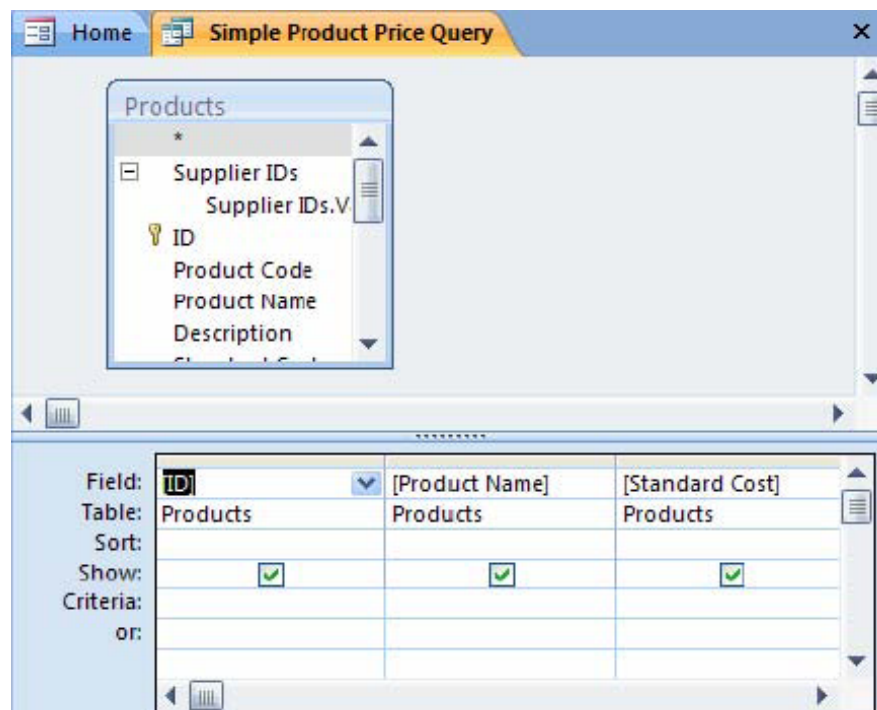 Home Simple Product Price Query
Products
*
Supplier IDs
Supplier IDs.V
ID
Product Code
Product Name
Description
Field: [ID] [Product Name] [Standard Cost]
Table: Products Products Products
Sort:
Show:
Criteria:
or: